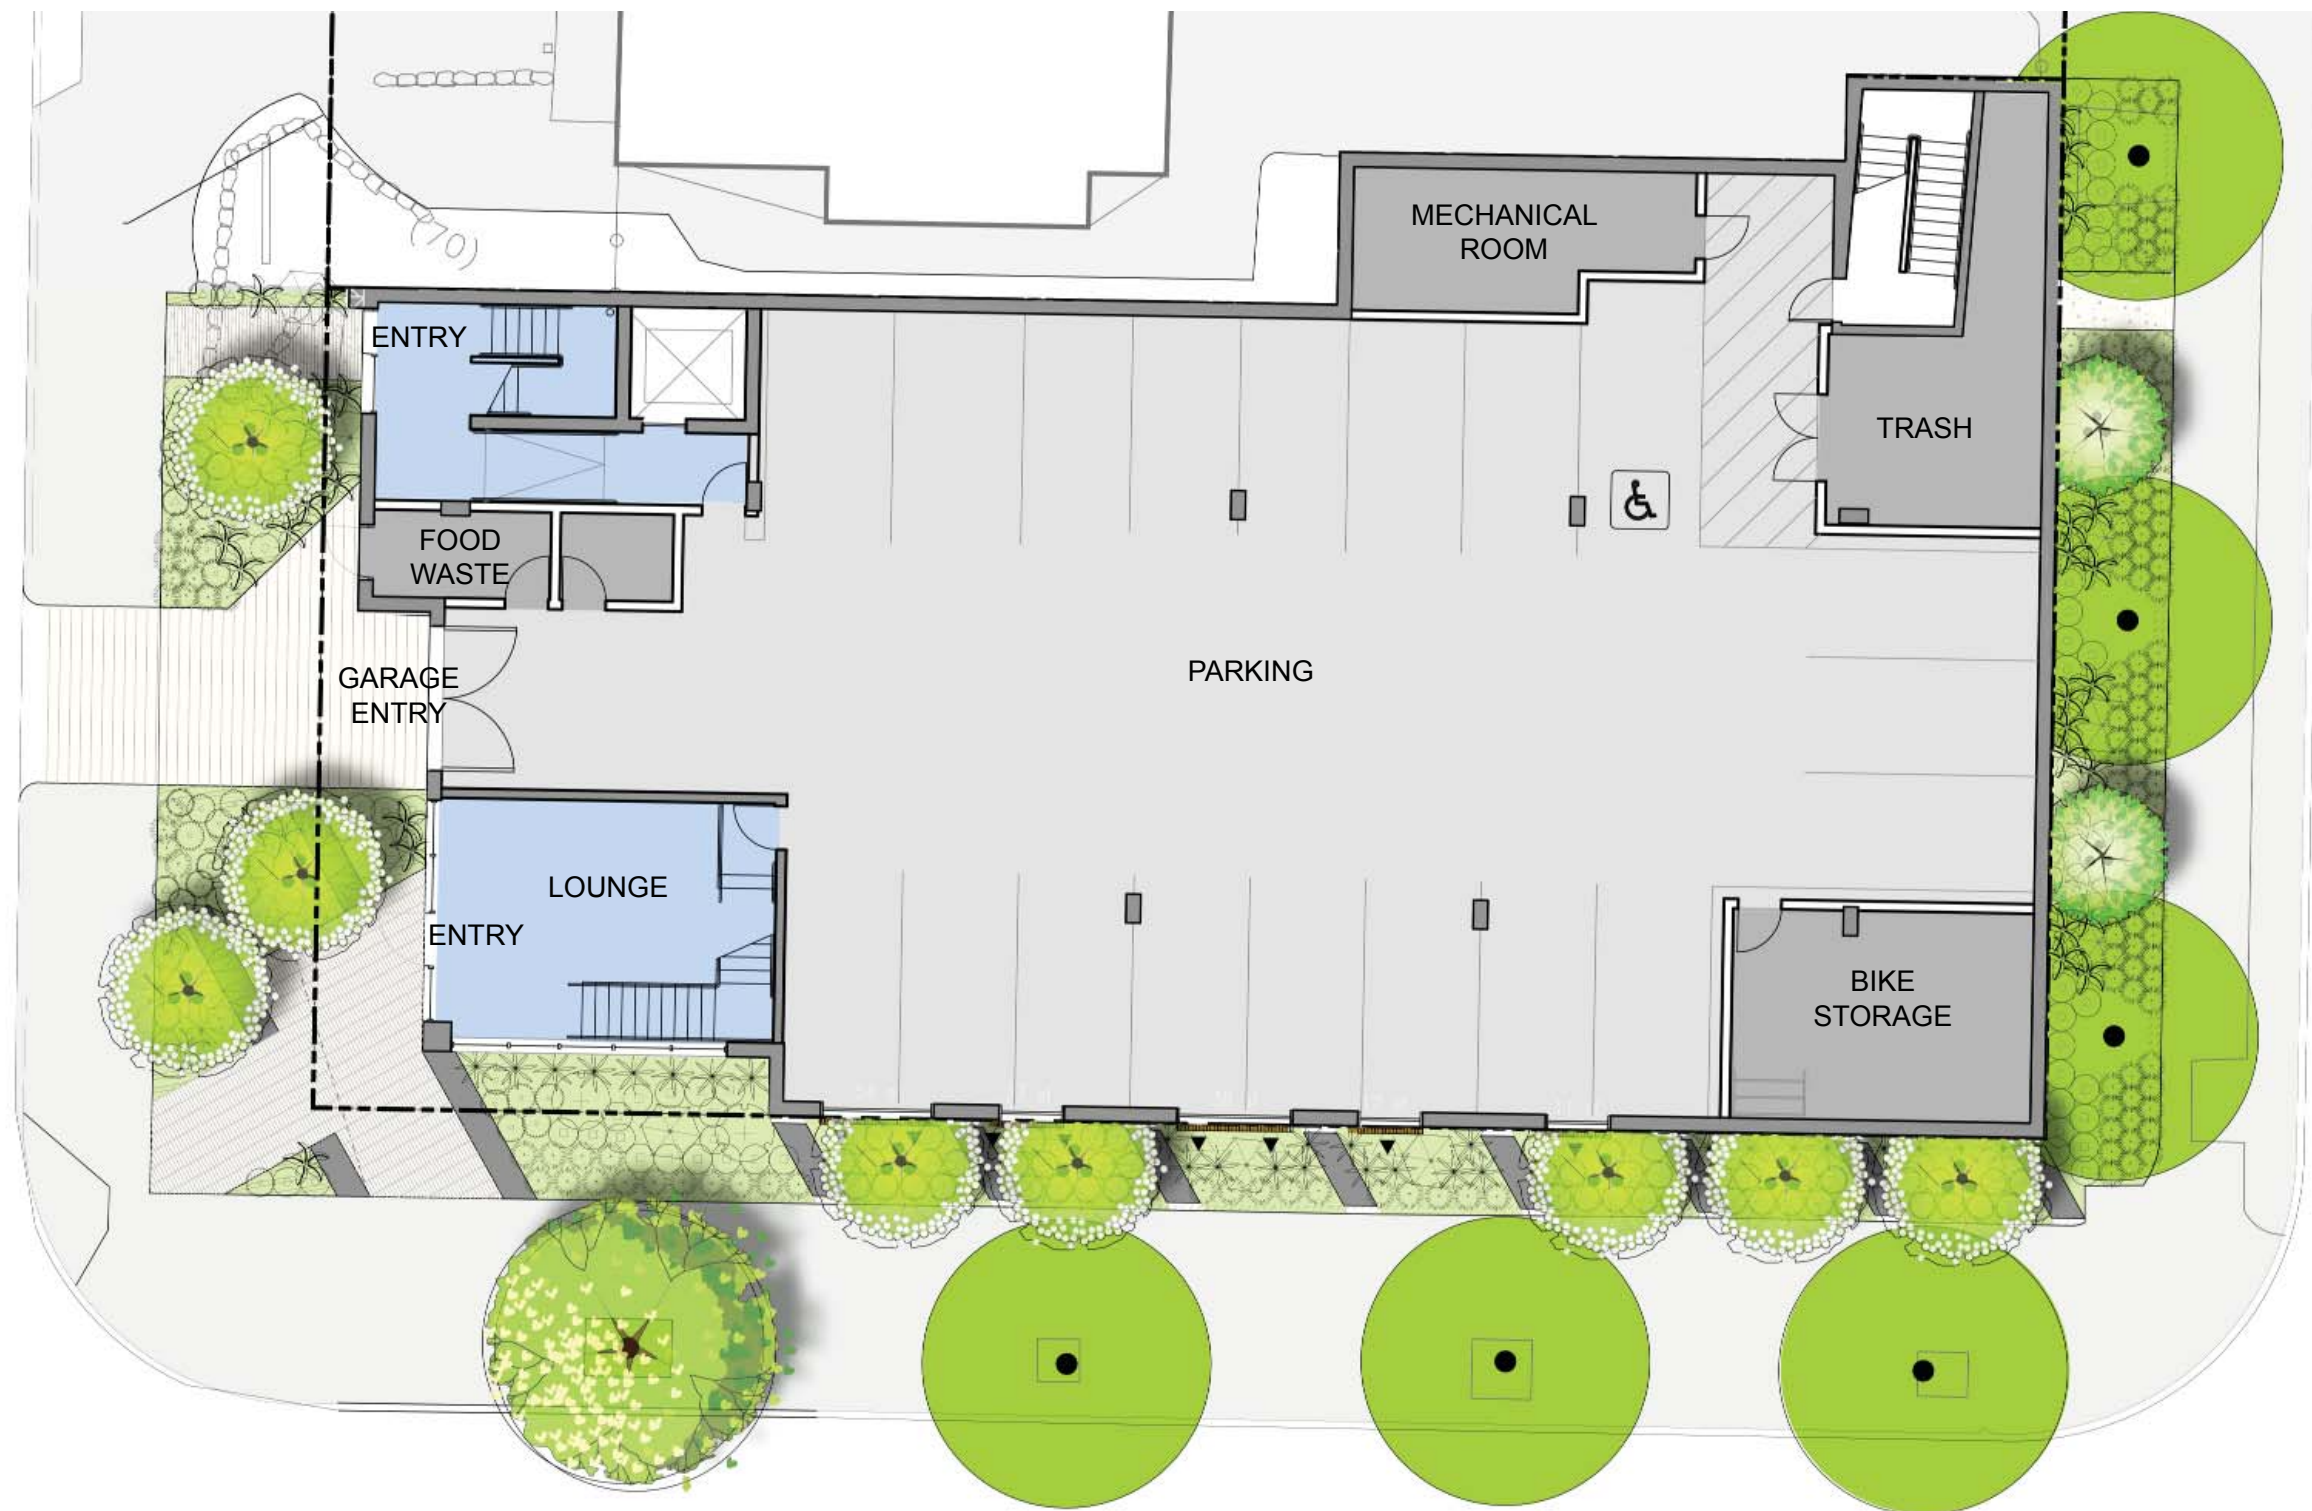 MECHANICAL
ROOM
ENTRY
TRASH
FOOD
WASTE
PARKING
GARAGE
ENTRY
LOUNGE
ENTRY
BIKE
STORAGE
(70)